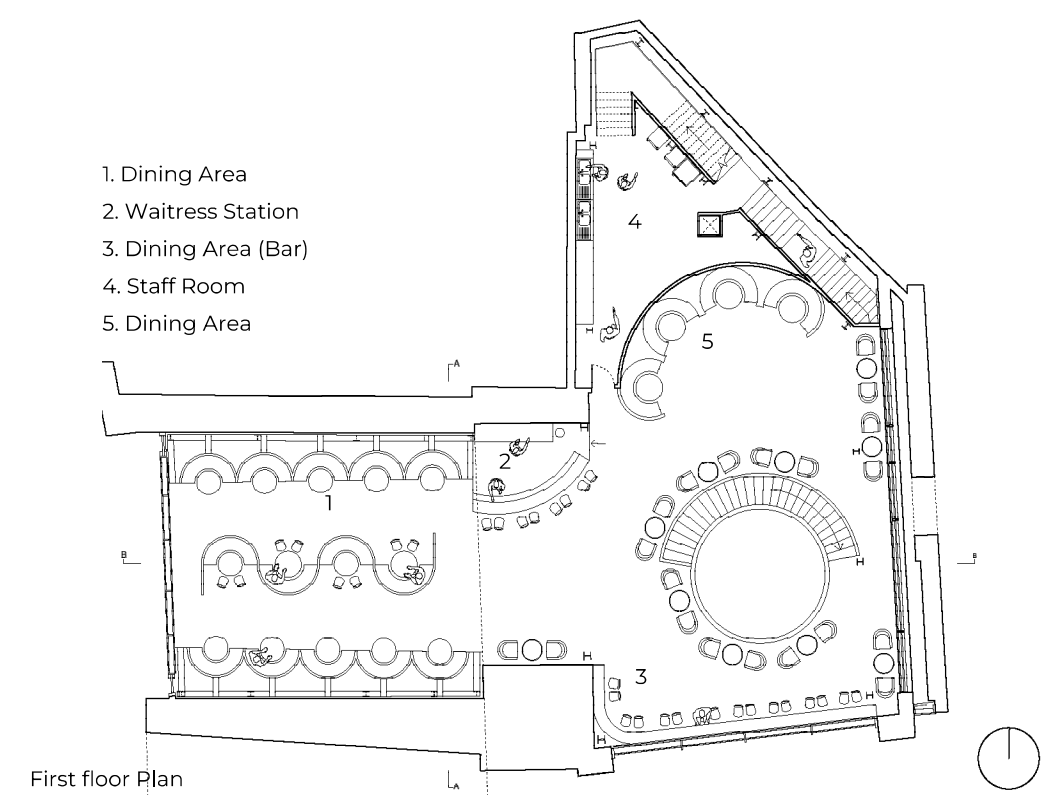 1. Dining Area
2. Waitress Station
3. Dining Area (Bar)
4. Staff Room
5. Dining Area
4
5
A
2
1
B
B
3
First floor Plan
A